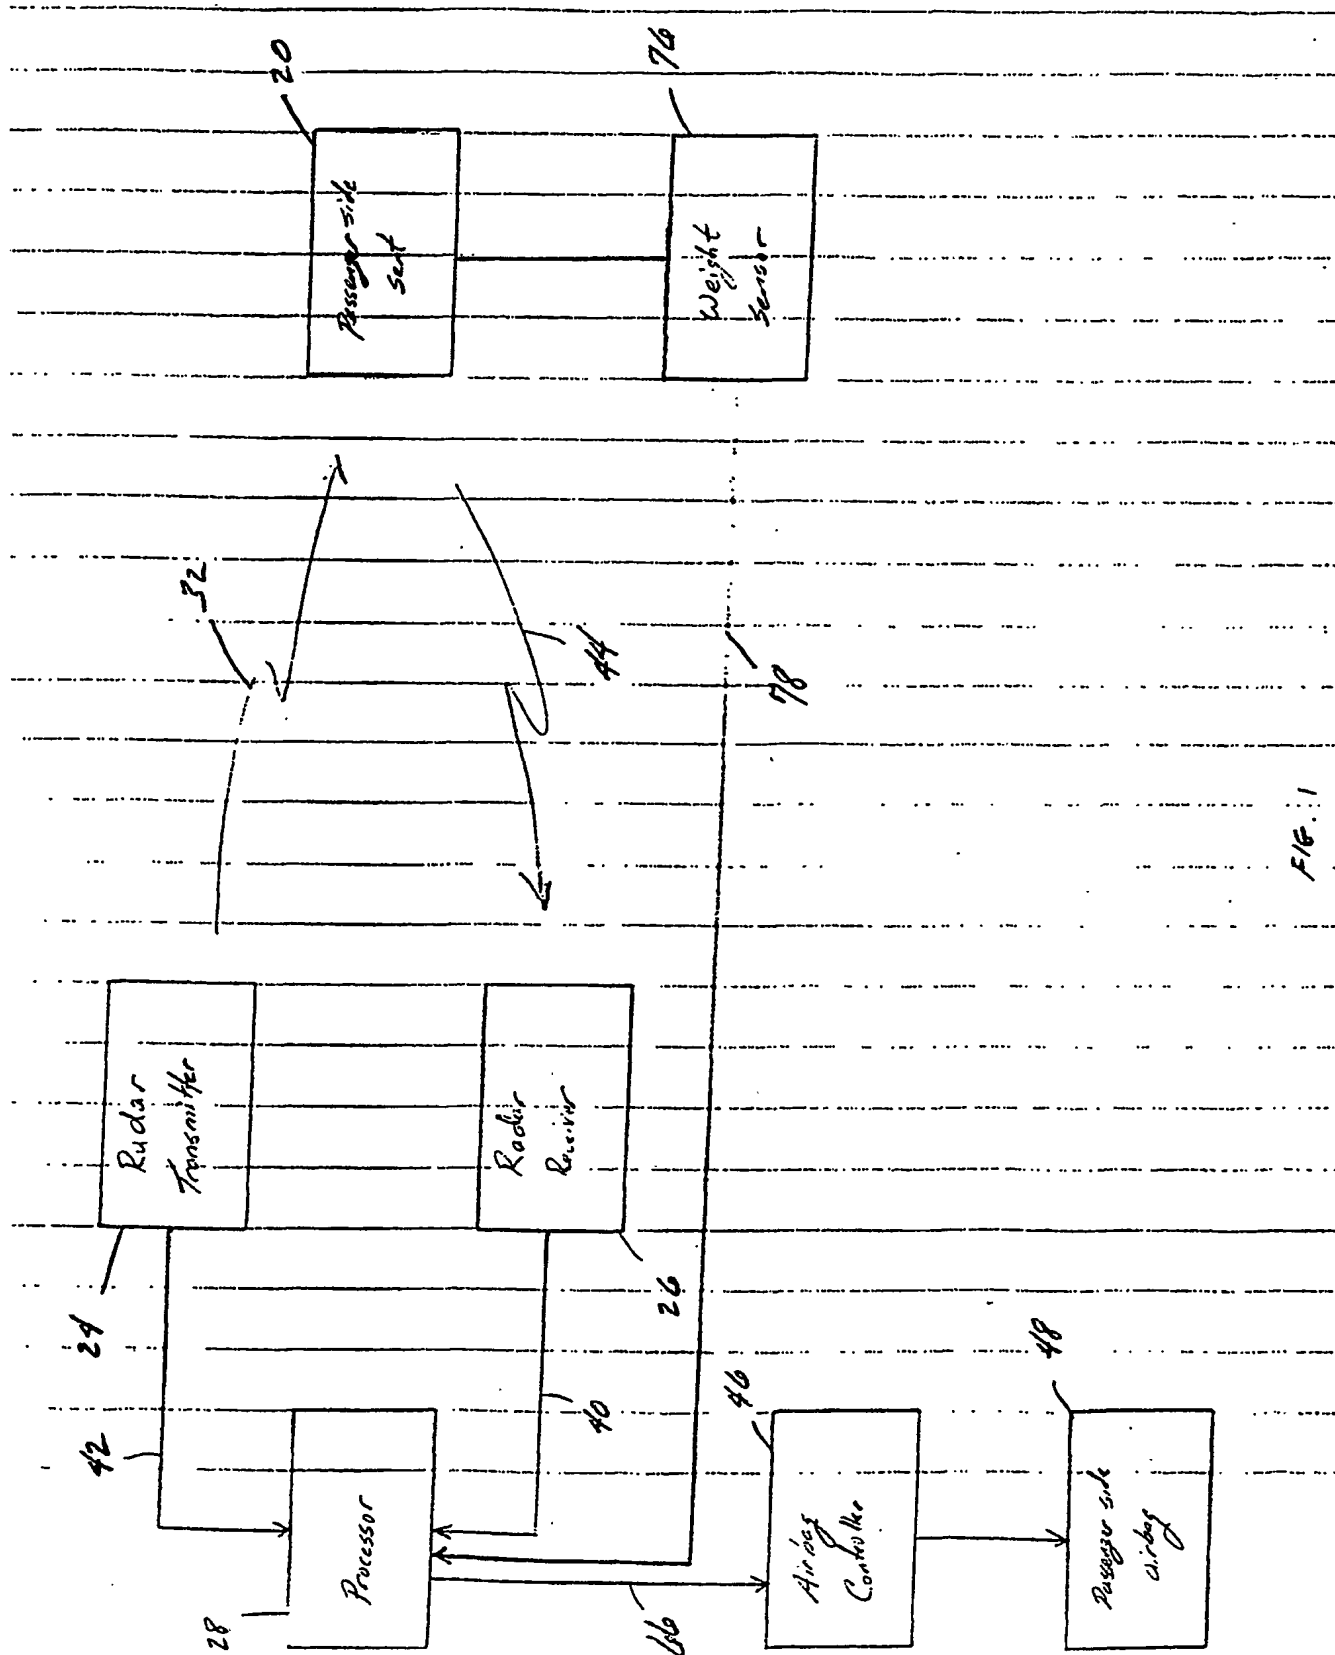 24
42
28
Radar
Transmitter
32
20
Passenger side
Seat
Processor
Radar
Receiver
44
40
26
66
76
Weight
Sensor
78
46
Airbag
Controller
48
Passenger side
airbag
FIG. 1